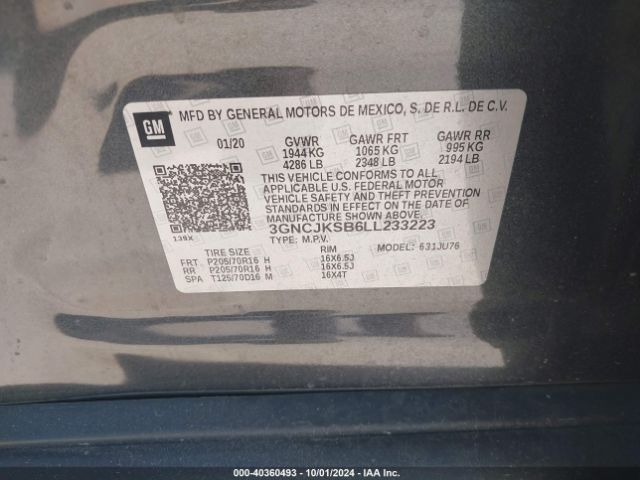 GM
MFD BY GENERAL MOTORS DE MEXICO, S. DE R.L. DE C.V.
01/20 GVWR GAWR FRT GAWR RR
1944 KG 1065 KG 995 KG
4286 LB 2348 LB 2194 LB
THIS VEHICLE CONFORMS TO ALL
APPLICABLE U.S. FEDERAL MOTOR
VEHICLE SAFETY AND THEFT PREVENTION
STANDARDS IN EFFECT ON THE DATE OF
MANUFACTURE SHOWN ABOVE.
3GNCJKSB6LL233223
139X TYPE: M.P.V. MODEL: 631JU76
TIRE SIZE RIM
FRT P205/70R16 H 16X6.5J
RR P205/70R16 H 16X6.5J
SPA T125/70D16 M 16X4T
000-40360493 - 10/01/2024 - IAA Inc.